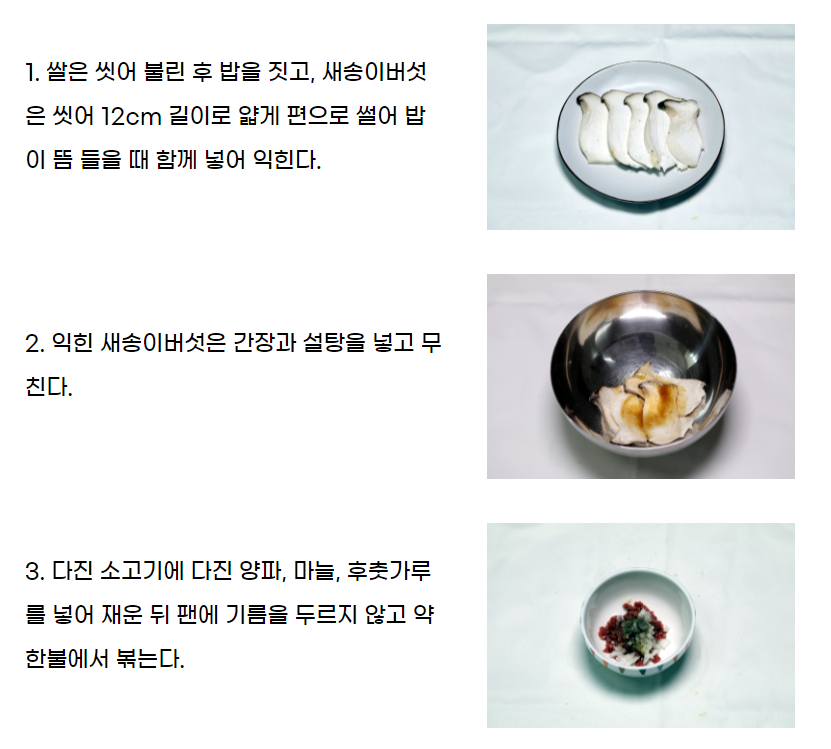 1. 쌀은 씻어 불린 후 밥을 짓고, 새송이버섯
은 씻어 12cm 길이로 얇게 편으로 썰어 밥
이 뜸 들을 때 함께 넣어 익힌다.
2. 익힌 새송이버섯은 간장과 설탕을 넣고 무
친다.
3. 다진 소고기에 다진 양파, 마늘, 후춧가루
를 넣어 재운 뒤 팬에 기름을 두르지 않고 약
한불에서 볶는다.